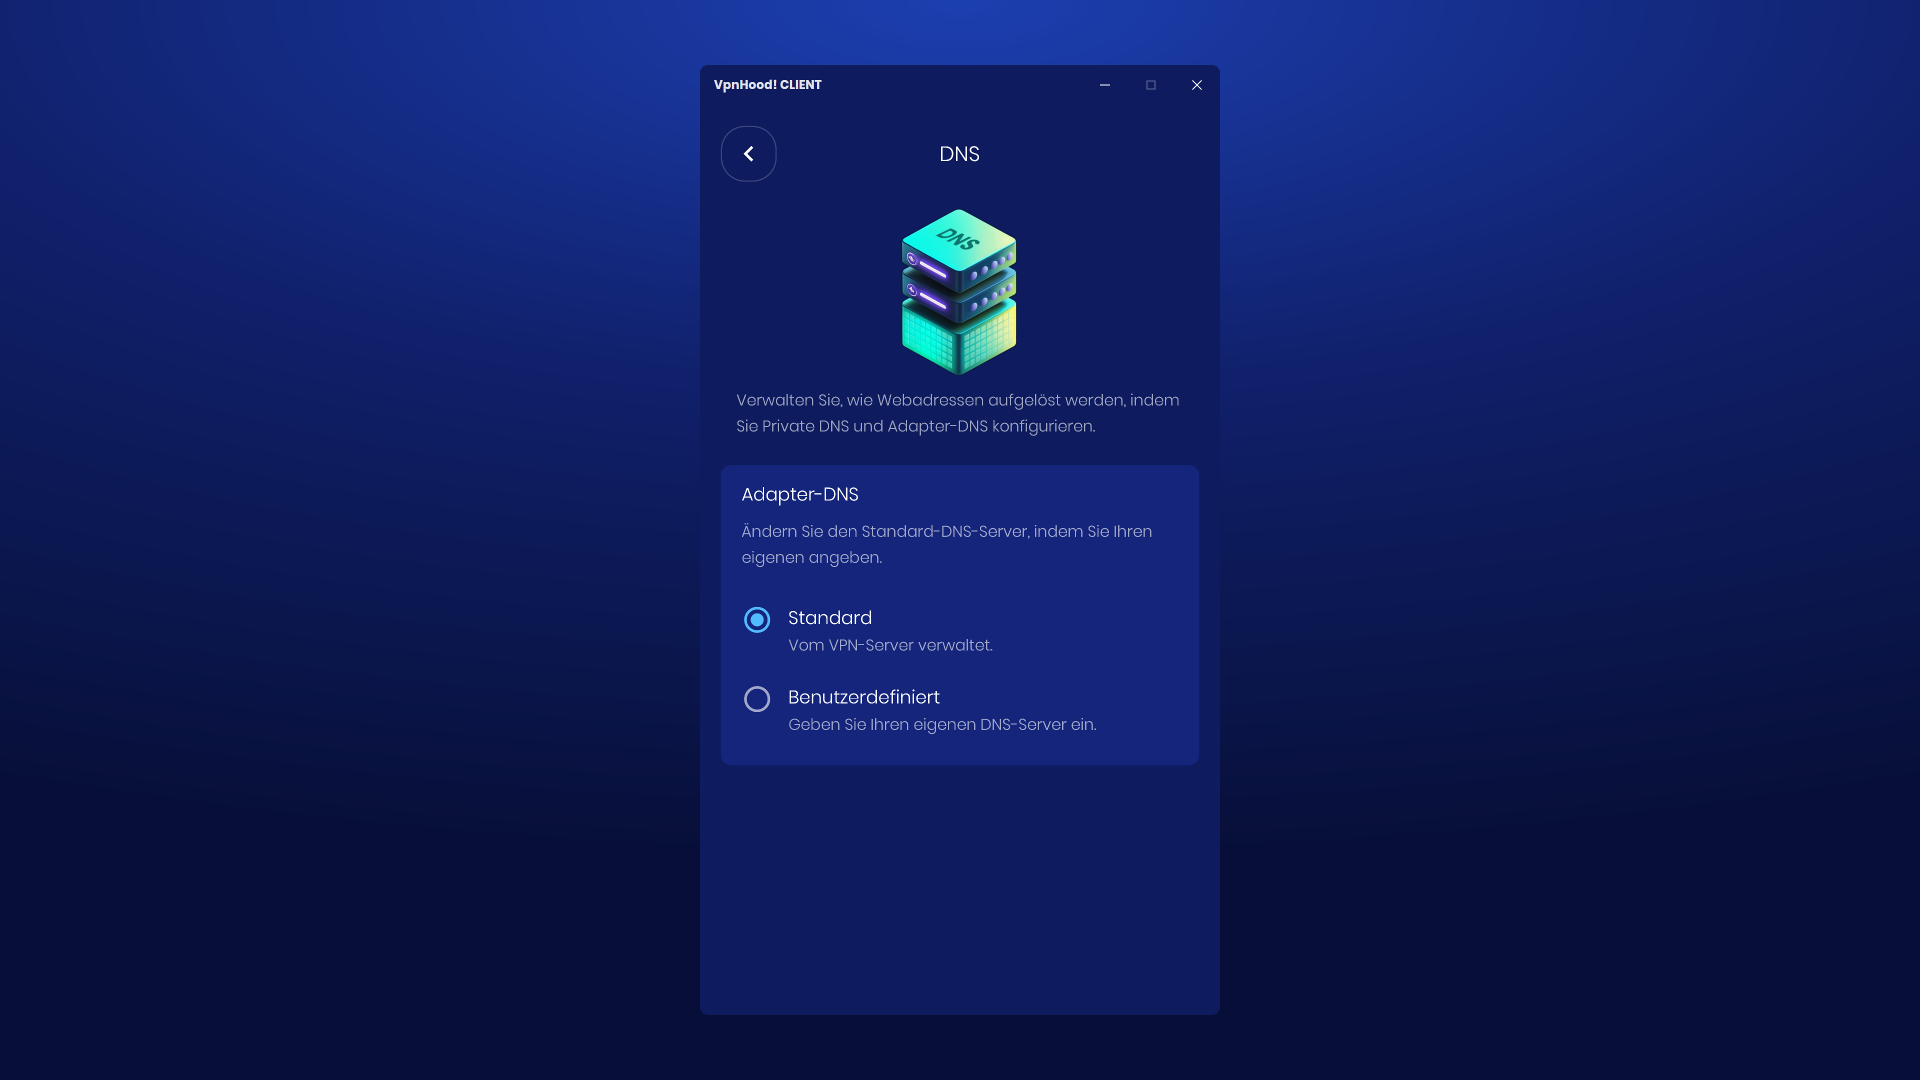 VpnHood! CLIENT
DNS
DNS
Verwalten Sie, wie Webadressen aufgelöst werden, indem
Sie Private DNS und Adapter-DNS konfigurieren.
Adapter-DNS
Ändern Sie den Standard-DNS-Server, indem Sie Ihren
eigenen angeben.
Standard
Vom VPN-Server verwaltet.
Benutzerdefiniert
Geben Sie Ihren eigenen DNS-Server ein.